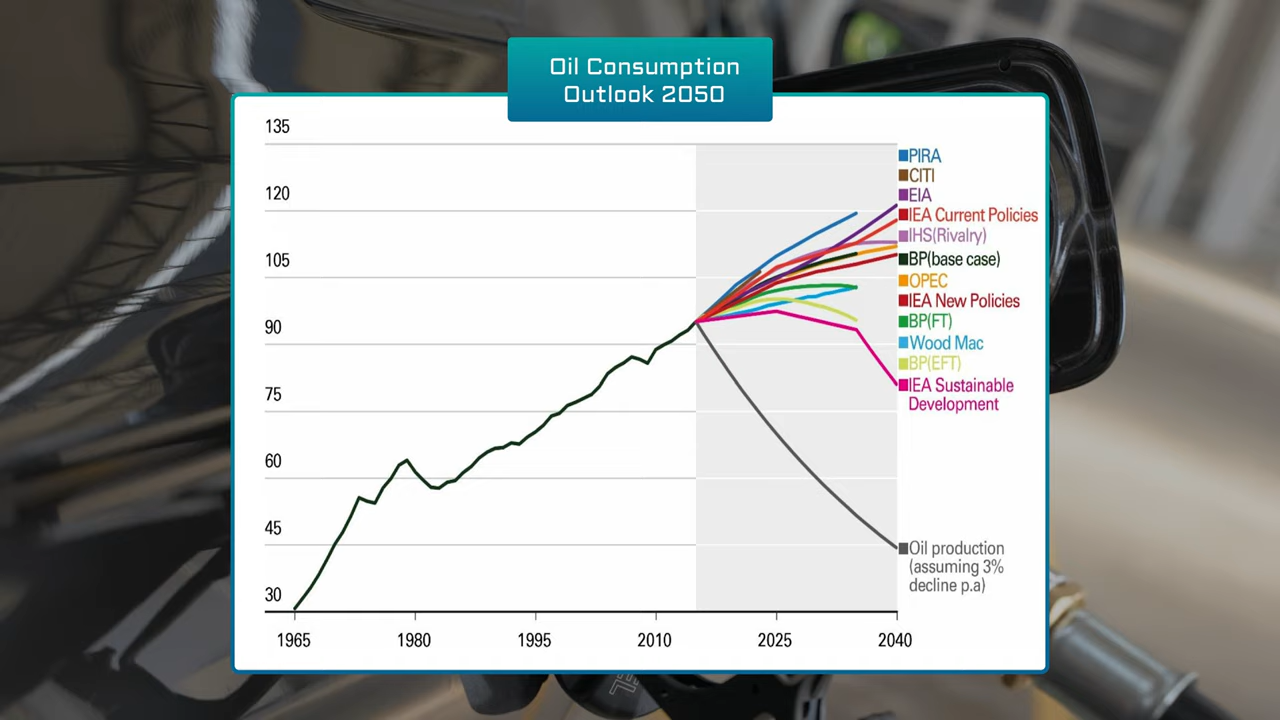 Oil Consumption
Outlook 2050
135
120
105
90
75
60
45
30
1965
1980
1995
2010
2025
2040
PIRA
CITI
EIA
IEA Current Policies
IHS(Rivalry)
BP(base case)
OPEC
IEA New Policies
BP(FT)
Wood Mac
BP(EFT)
IEA Sustainable
Development
Oil production
(assuming 3%
decline p.a)